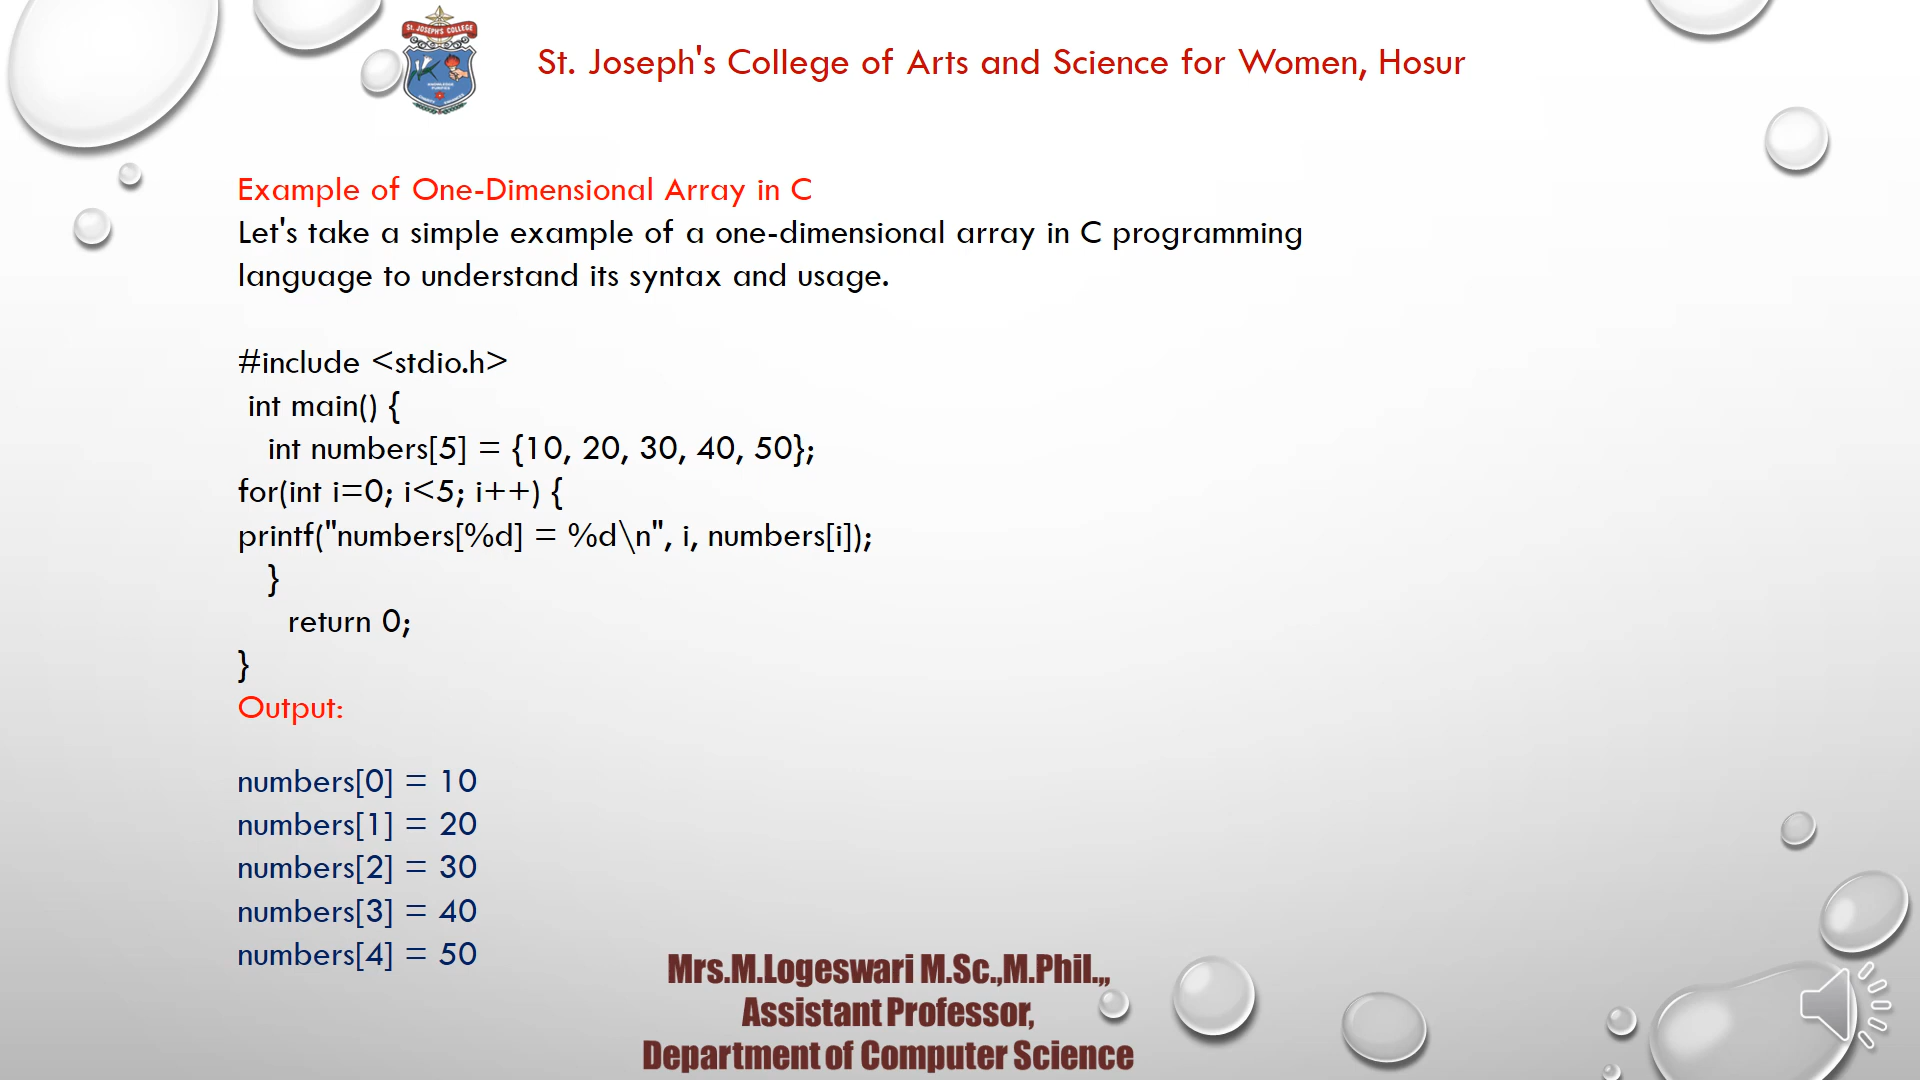 St. JOSEPH'S COLLEGE
St. Joseph's College of Arts and Science for Women, Hosur
Example of One-Dimensional Array in C
Let's take a simple example of a one-dimensional array in C programming
language to understand its syntax and usage.
#include <stdio.h>
int main() {
int numbers[5] = {10, 20, 30, 40, 50};
for(int i=0; i<5; i++) {
printf("numbers[%d] = %d\n", i, numbers[i]);
}
return 0;
}
Output:
numbers[0] = 10
numbers[1] = 20
numbers[2] = 30
numbers[3] = 40
numbers[4] = 50
Mrs.M.Logeswari M.Sc.,M.Phil.,,
Assistant Professor,
Department of Computer Science